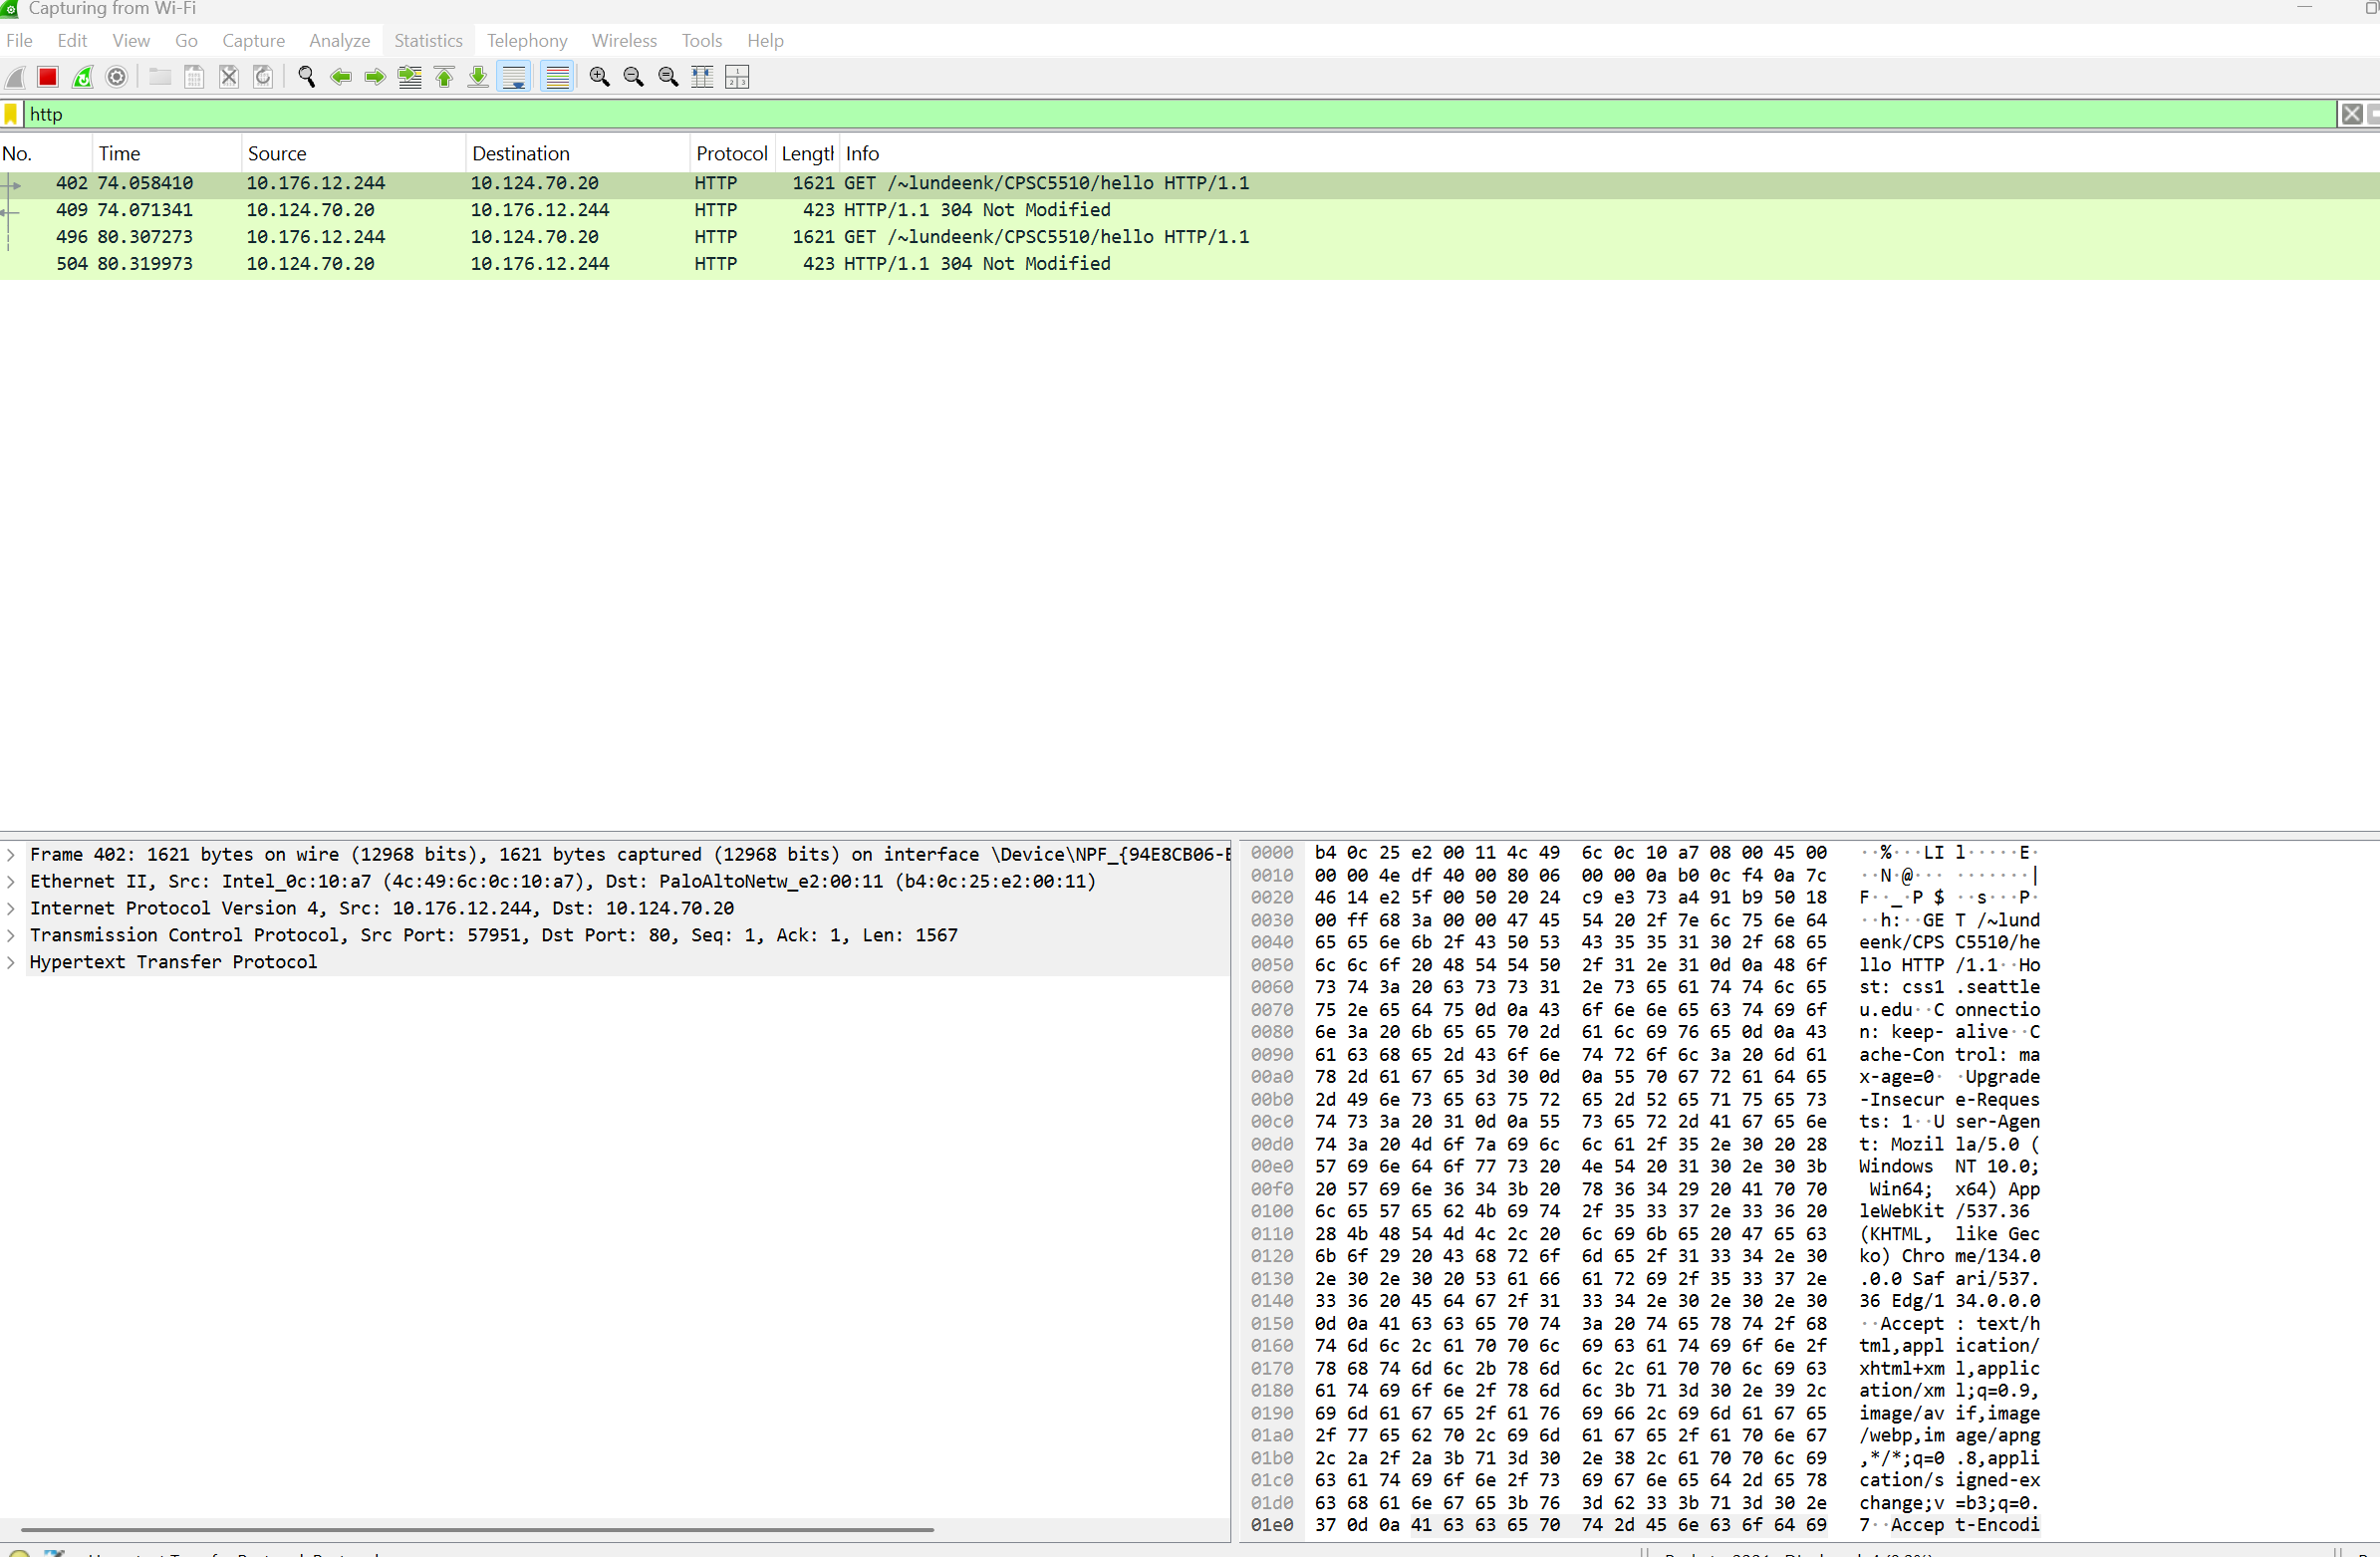 Capturing from Wi-Fi
File Edit View Go Capture Analyze Statistics Telephony Wireless Tools Help
http
No. Time Source Destination Protocol Length Info
402 74.058410 10.176.12.244 10.124.70.20 HTTP 1621 GET /~lundeenk/CPSC5510/hello HTTP/1.1
409 74.071341 10.124.70.20 10.176.12.244 HTTP 423 HTTP/1.1 304 Not Modified
496 80.307273 10.176.12.244 10.124.70.20 HTTP 1621 GET /~lundeenk/CPSC5510/hello HTTP/1.1
504 80.319973 10.124.70.20 10.176.12.244 HTTP 423 HTTP/1.1 304 Not Modified
Frame 402: 1621 bytes on wire (12968 bits), 1621 bytes captured (12968 bits) on interface \Device\NPF_{94E8CB06-E
Ethernet II, Src: Intel_0c:10:a7 (4c:49:6c:0c:10:a7), Dst: PaloAltoNetw_e2:00:11 (b4:0c:25:e2:00:11)
Internet Protocol Version 4, Src: 10.176.12.244, Dst: 10.124.70.20
Transmission Control Protocol, Src Port: 57951, Dst Port: 80, Seq: 1, Ack: 1, Len: 1567
Hypertext Transfer Protocol
0000 b4 0c 25 e2 00 11 4c 49 6c 0c 10 a7 08 00 45 00 ··%···LI l·····E·
0010 00 00 4e df 40 00 80 06 00 00 0a b0 0c f4 0a 7c ··N·@··· ·······|
0020 46 14 e2 5f 00 50 20 24 c9 e3 73 a4 91 b9 50 18 F··_·P $ ··s···P·
0030 00 ff 68 3a 00 00 47 45 54 20 2f 7e 6c 75 6e 64 ··h:··GE T /~lund
0040 65 65 6e 6b 2f 43 50 53 43 35 35 31 30 2f 68 65 eenk/CPS C5510/he
0050 6c 6c 6f 20 48 54 54 50 2f 31 2e 31 0d 0a 48 6f llo HTTP /1.1··Ho
0060 73 74 3a 20 63 73 73 31 2e 73 65 61 74 74 6c 65 st: css1 .seattle
0070 75 2e 65 64 75 0d 0a 43 6f 6e 6e 65 63 74 69 6f u.edu··C onnectio
0080 6e 3a 20 6b 65 65 70 2d 61 6c 69 76 65 0d 0a 43 n: keep- alive··C
0090 61 63 68 65 2d 43 6f 6e 74 72 6f 6c 3a 20 6d 61 ache-Con trol: ma
00a0 78 2d 61 67 65 3d 30 0d 0a 55 70 67 72 61 64 65 x-age=0· ·Upgrade
00b0 2d 49 6e 73 65 63 75 72 65 2d 52 65 71 75 65 73 -Insecur e-Reques
00c0 74 73 3a 20 31 0d 0a 55 73 65 72 2d 41 67 65 6e ts: 1··U ser-Agen
00d0 74 3a 20 4d 6f 7a 69 6c 6c 61 2f 35 2e 30 20 28 t: Mozil la/5.0 (
00e0 57 69 6e 64 6f 77 73 20 4e 54 20 31 30 2e 30 3b Windows NT 10.0;
00f0 20 57 69 6e 36 34 3b 20 78 36 34 29 20 41 70 70 Win64; x64) App
0100 6c 65 57 65 62 4b 69 74 2f 35 33 37 2e 33 36 20 leWebKit /537.36
0110 28 4b 48 54 4d 4c 2c 20 6c 69 6b 65 20 47 65 63 (KHTML, like Gec
0120 6b 6f 29 20 43 68 72 6f 6d 65 2f 31 33 34 2e 30 ko) Chro me/134.0
0130 2e 30 2e 30 20 53 61 66 61 72 69 2f 35 33 37 2e .0.0 Saf ari/537.
0140 33 36 20 45 64 67 2f 31 33 34 2e 30 2e 30 2e 30 36 Edg/1 34.0.0.0
0150 0d 0a 41 63 63 65 70 74 3a 20 74 65 78 74 2f 68 ··Accept : text/h
0160 74 6d 6c 2c 61 70 70 6c 69 63 61 74 69 6f 6e 2f tml,appl ication/
0170 78 68 74 6d 6c 2b 78 6d 6c 2c 61 70 70 6c 69 63 xhtml+xm l,applic
0180 61 74 69 6f 6e 2f 78 6d 6c 3b 71 3d 30 2e 39 2c ation/xm l;q=0.9,
0190 69 6d 61 67 65 2f 61 76 69 66 2c 69 6d 61 67 65 image/av if,image
01a0 2f 77 65 62 70 2c 69 6d 61 67 65 2f 61 70 6e 67 /webp,im age/apng
01b0 2c 2a 2f 2a 3b 71 3d 30 2e 38 2c 61 70 70 6c 69 ,*/*;q=0 .8,appli
01c0 63 61 74 69 6f 6e 2f 73 69 67 6e 65 64 2d 65 78 cation/s igned-ex
01d0 63 68 61 6e 67 65 3b 76 3d 62 33 3b 71 3d 30 2e change;v =b3;q=0.
01e0 37 0d 0a 41 63 63 65 70 74 2d 45 6e 63 6f 64 69 7··Accep t-Encodi